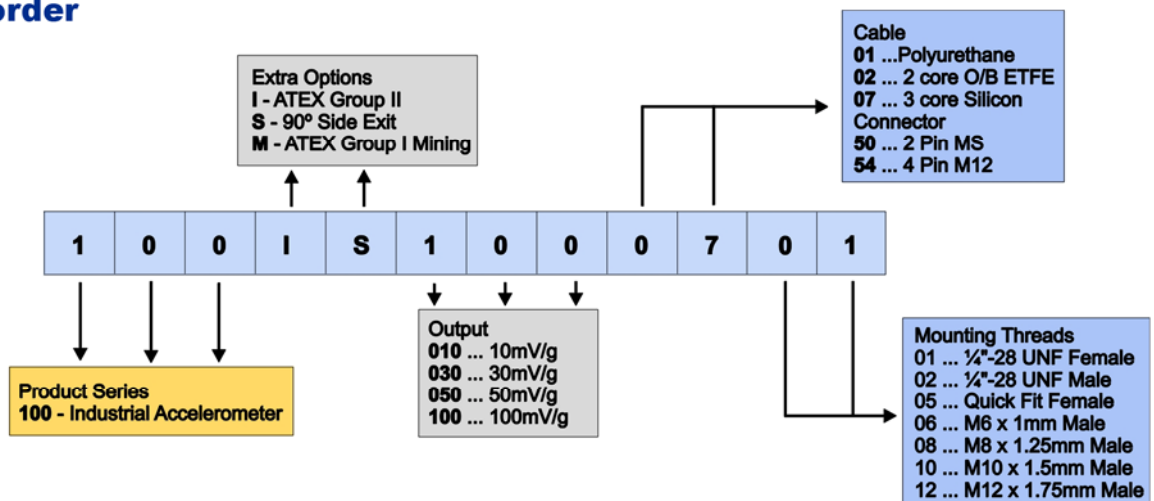 order
Extra Options
I - ATEX Group II
S - 90º Side Exit
M - ATEX Group I Mining
Cable
01 ...Polyurethane
02 ... 2 core O/B ETFE
07 ... 3 core Silicon
Connector
50 ... 2 Pin MS
54 ... 4 Pin M12
1 0 0 I S 1 0 0 0 7 0 1
Product Series
100 - Industrial Accelerometer
Output
010 ... 10mV/g
030 ... 30mV/g
050 ... 50mV/g
100 ... 100mV/g
Mounting Threads
01 ... ¼"-28 UNF Female
02 ... ¼"-28 UNF Male
05 ... Quick Fit Female
06 ... M6 x 1mm Male
08 ... M8 x 1.25mm Male
10 ... M10 x 1.5mm Male
12 ... M12 x 1.75mm Male